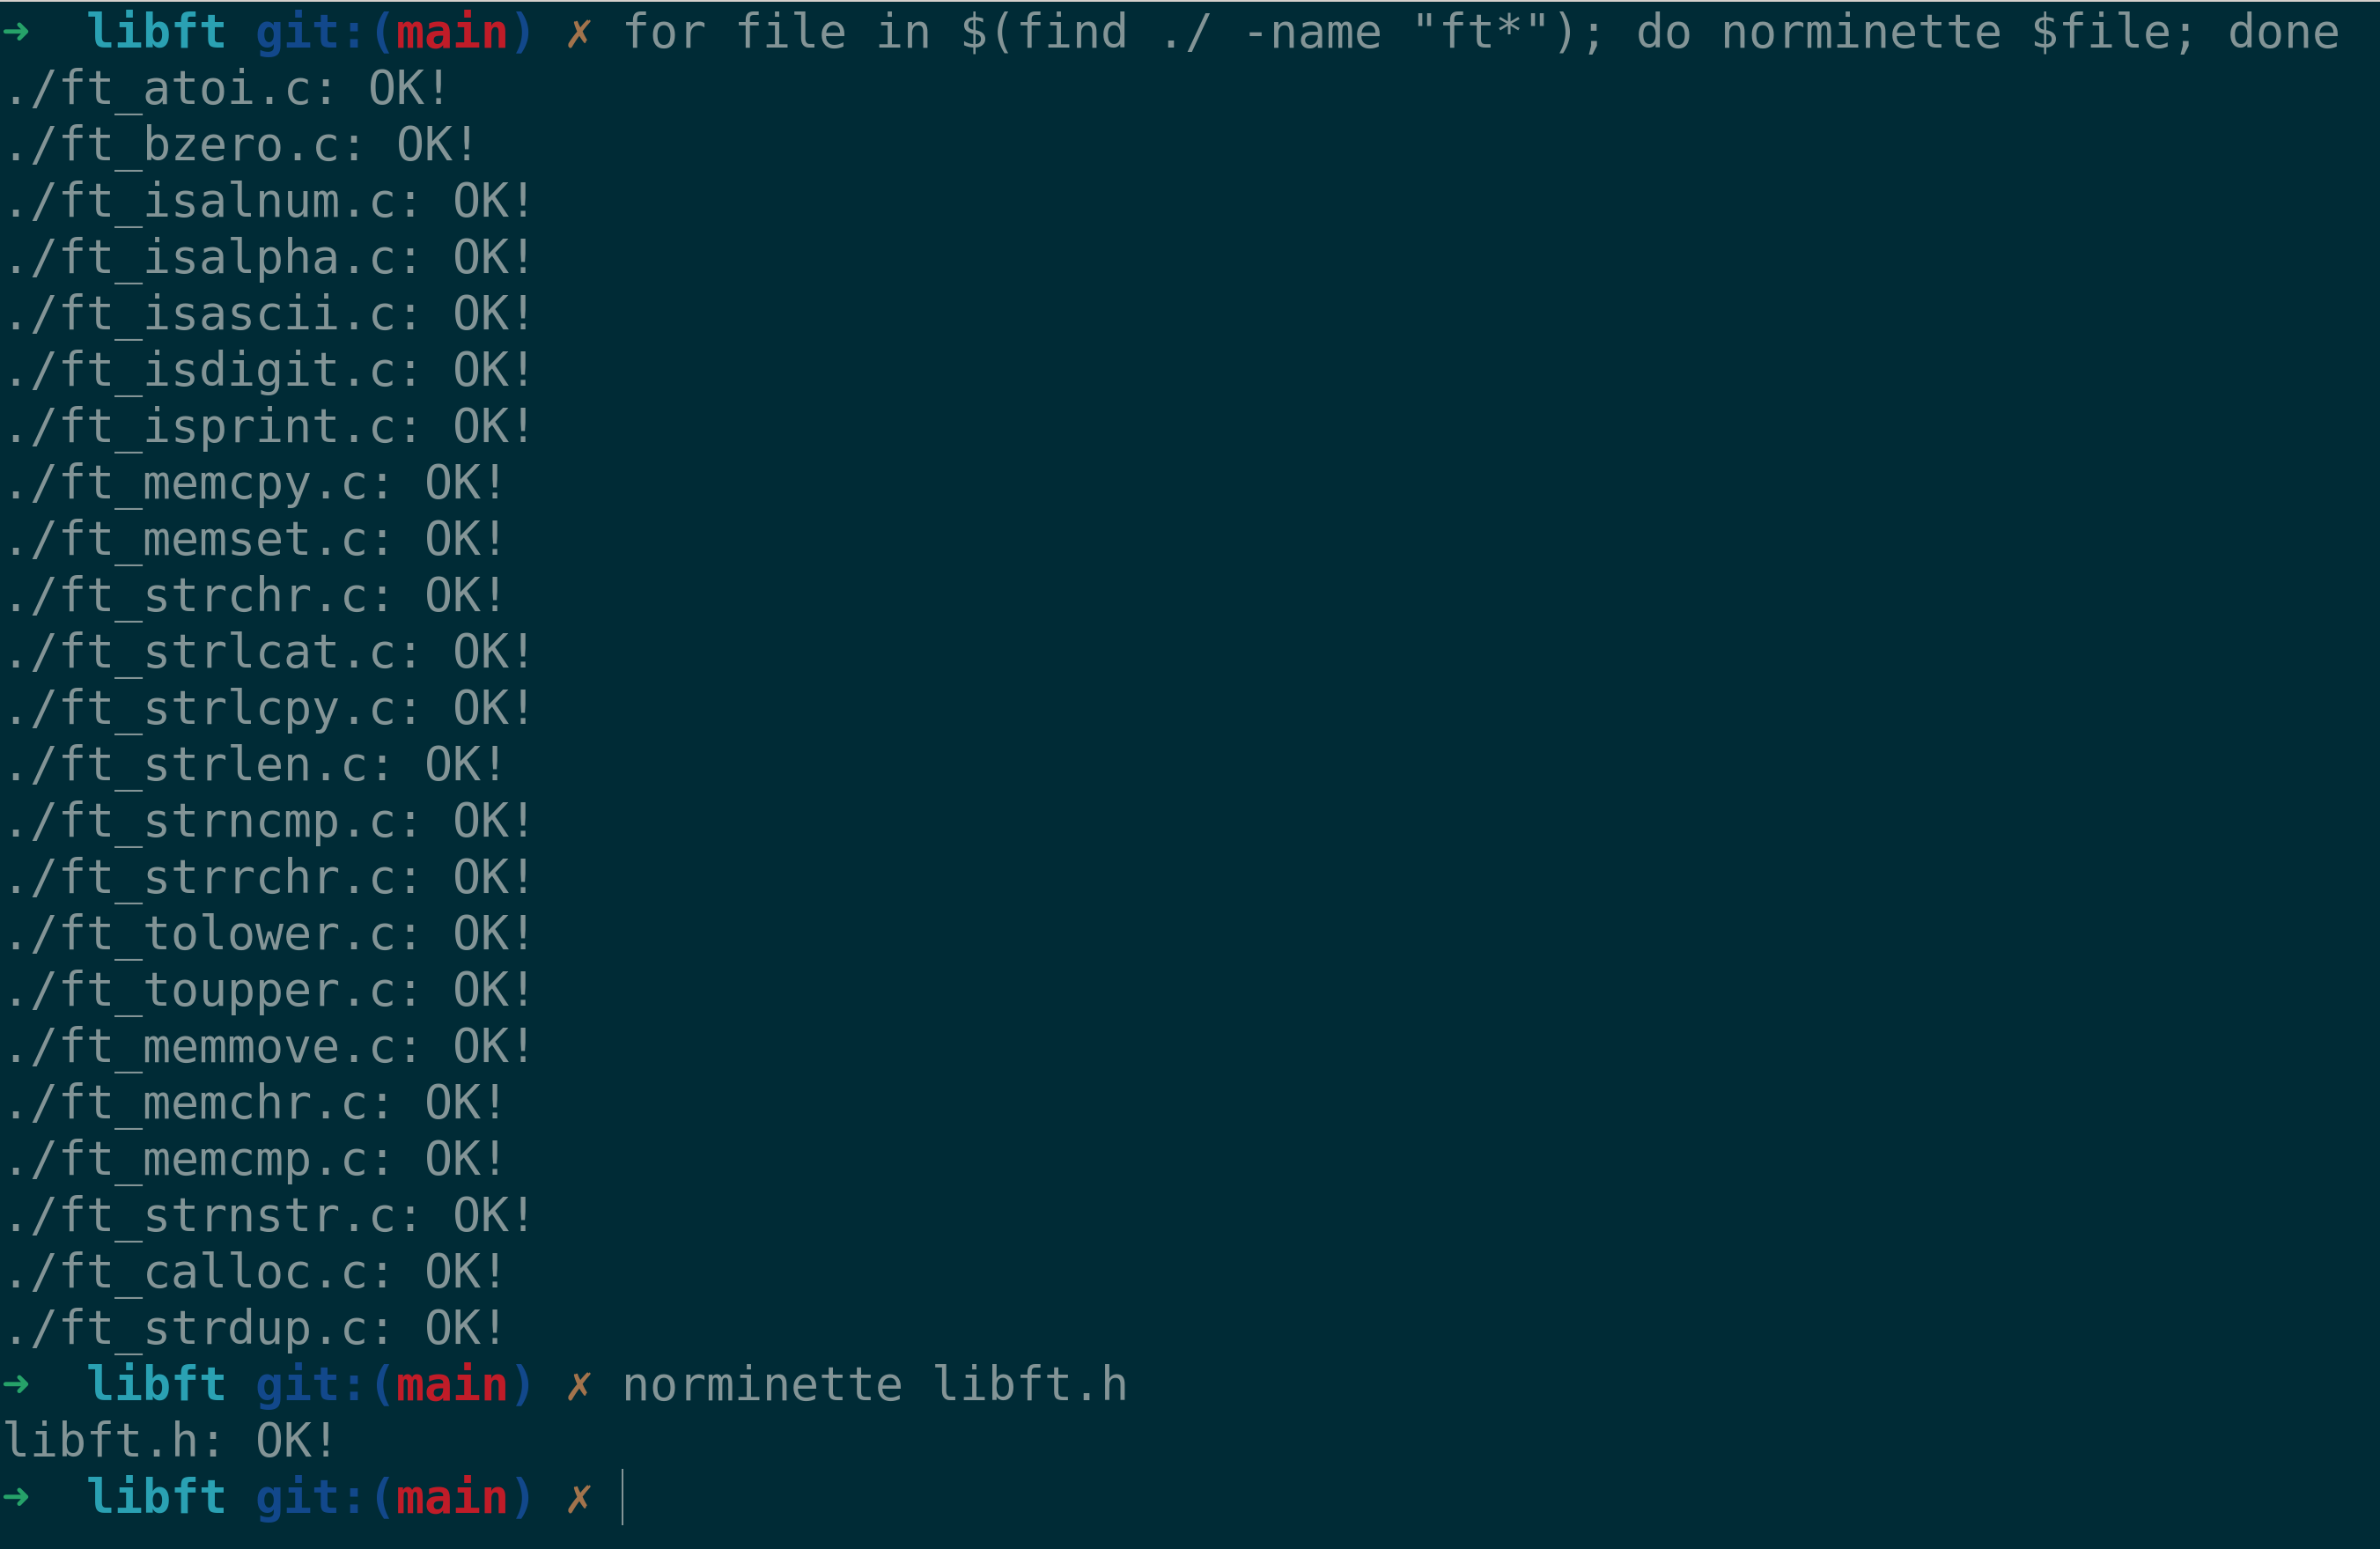 ➜  libft git:(main) ✗ for file in $(find ./ -name "ft*"); do norminette $file; done
./ft_atoi.c: OK!
./ft_bzero.c: OK!
./ft_isalnum.c: OK!
./ft_isalpha.c: OK!
./ft_isascii.c: OK!
./ft_isdigit.c: OK!
./ft_isprint.c: OK!
./ft_memcpy.c: OK!
./ft_memset.c: OK!
./ft_strchr.c: OK!
./ft_strlcat.c: OK!
./ft_strlcpy.c: OK!
./ft_strlen.c: OK!
./ft_strncmp.c: OK!
./ft_strrchr.c: OK!
./ft_tolower.c: OK!
./ft_toupper.c: OK!
./ft_memmove.c: OK!
./ft_memchr.c: OK!
./ft_memcmp.c: OK!
./ft_strnstr.c: OK!
./ft_calloc.c: OK!
./ft_strdup.c: OK!
➜  libft git:(main) ✗ norminette libft.h
libft.h: OK!
➜  libft git:(main) ✗